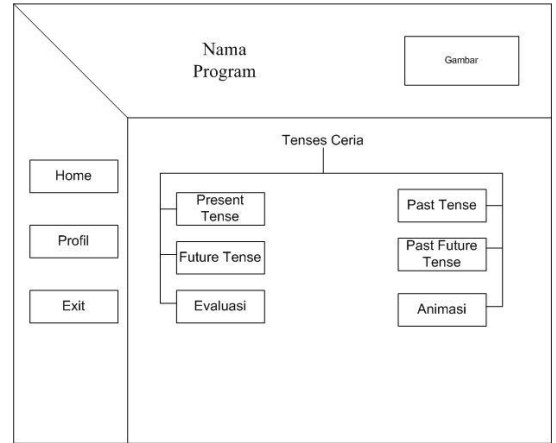 Nama
Program
Gambar
Tenses Ceria
Home
Profil
Exit
Present
Tense
Future Tense
Evaluasi
Past Tense
Past Future
Tense
Animasi